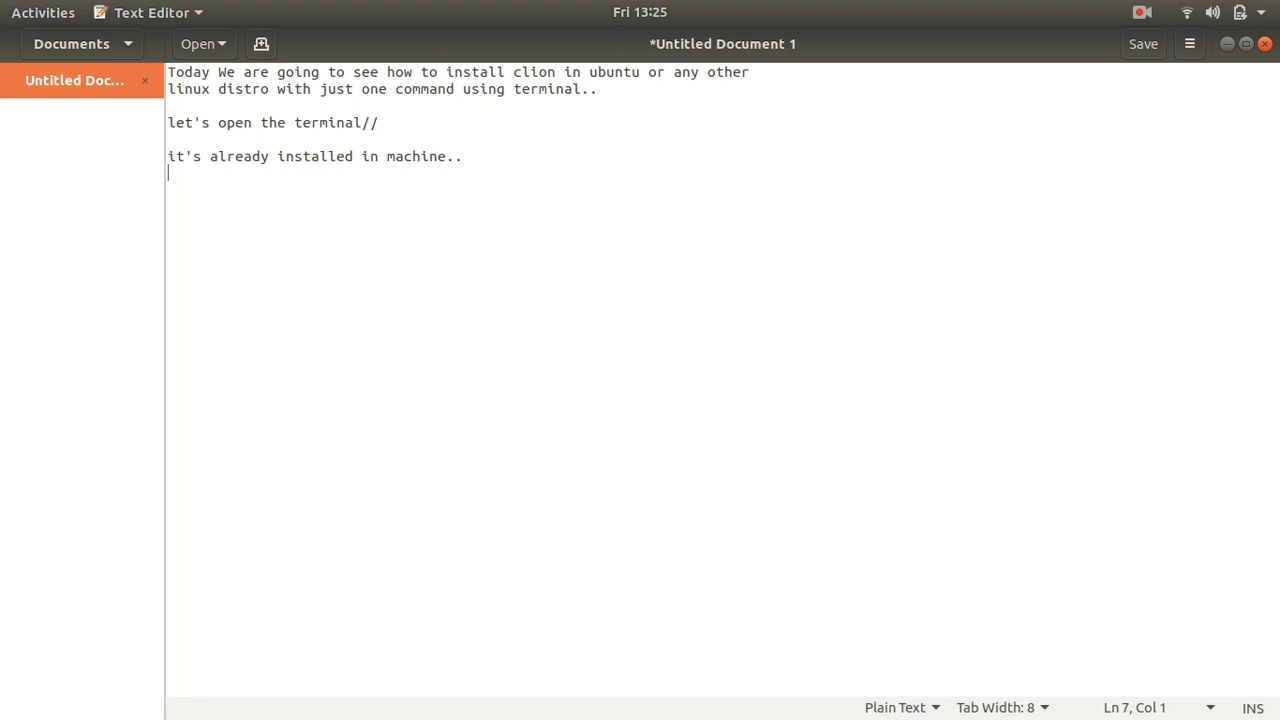 Activities Text Editor Fri 13:25
Documents Open *Untitled Document 1 Save
Untitled Doc... ×
Today We are going to see how to install clion in ubuntu or any other
linux distro with just one command using terminal..
let's open the terminal//
it's already installed in machine..
Plain Text Tab Width: 8 Ln 7, Col 1 INS